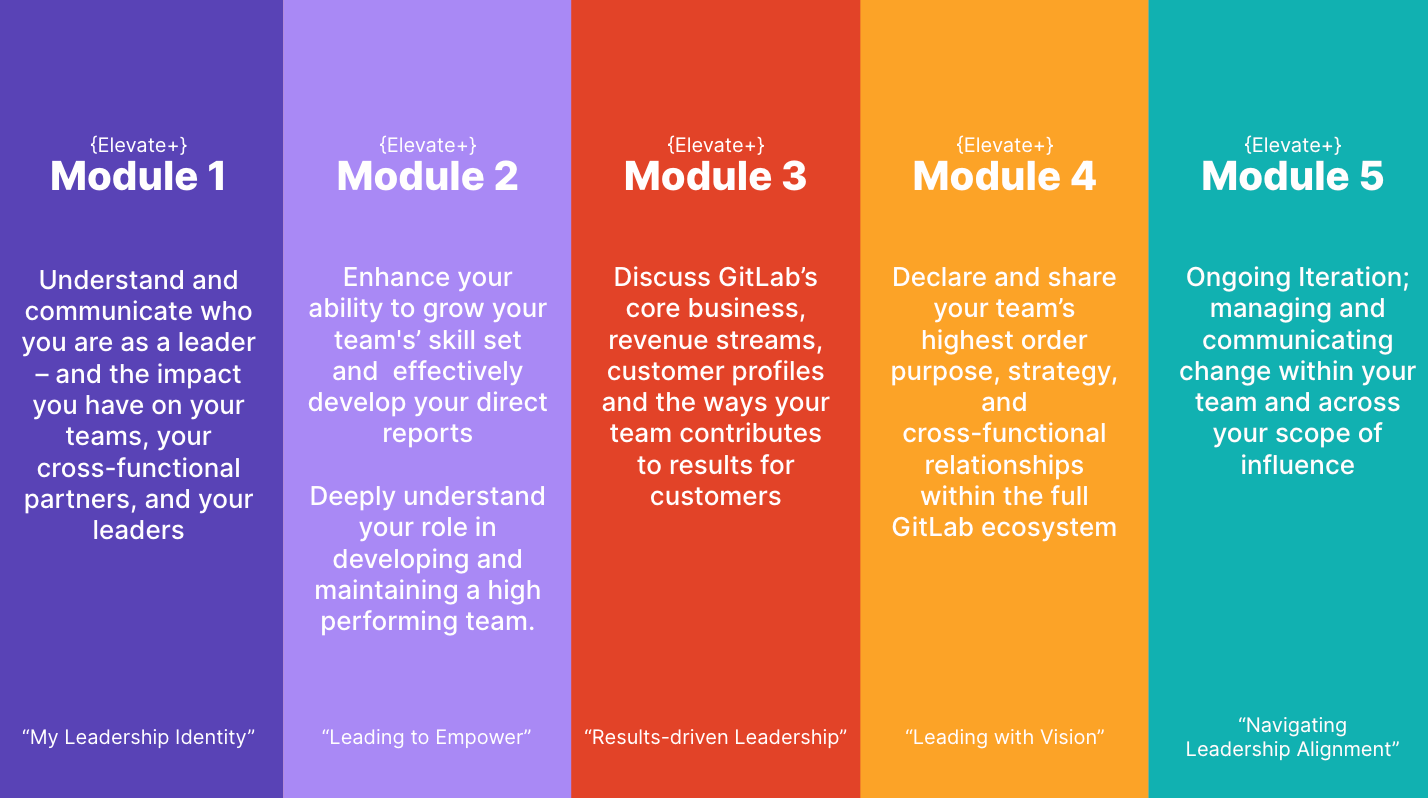 {Elevate+}
Module 1
Understand and
communicate who
you are as a leader
– and the impact
you have on your
teams, your
cross-functional
partners, and your
leaders
“My Leadership Identity”
{Elevate+}
Module 2
Enhance your
ability to grow your
team's’ skill set
and  effectively
develop your direct
reports
Deeply understand
your role in
developing and
maintaining a high
performing team.
“Leading to Empower”
{Elevate+}
Module 3
Discuss GitLab’s
core business,
revenue streams,
customer profiles
and the ways your
team contributes
to results for
customers
“Results-driven Leadership”
{Elevate+}
Module 4
Declare and share
your team’s
highest order
purpose, strategy,
and
cross-functional
relationships
within the full
GitLab ecosystem
“Leading with Vision”
{Elevate+}
Module 5
Ongoing Iteration;
managing and
communicating
change within your
team and across
your scope of
influence
“Navigating
Leadership Alignment”